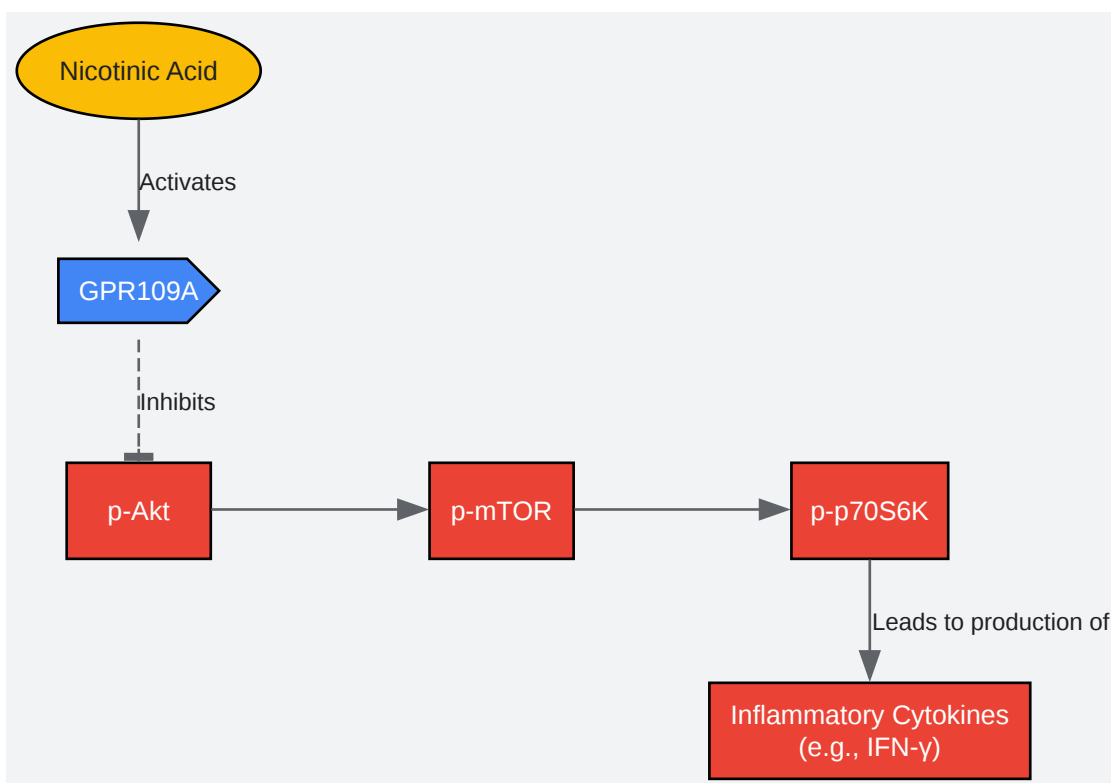 Nicotinic Acid
Activates
GPR109A
Inhibits
p-Akt
p-mTOR
p-p70S6K
Leads to production of
Inflammatory Cytokines
(e.g., IFN-γ)